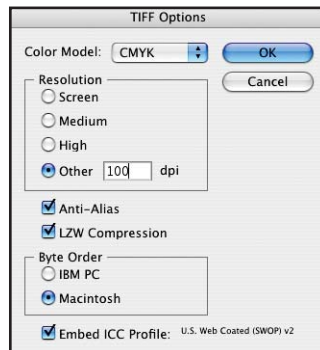 TIFF Options
Color Model: CMYK
OK
Cancel
Resolution
Screen
Medium
High
Other 100 dpi
Anti-Alias
LZW Compression
Byte Order
IBM PC
Macintosh
Embed ICC Profile: U.S. Web Coated (SWOP) v2